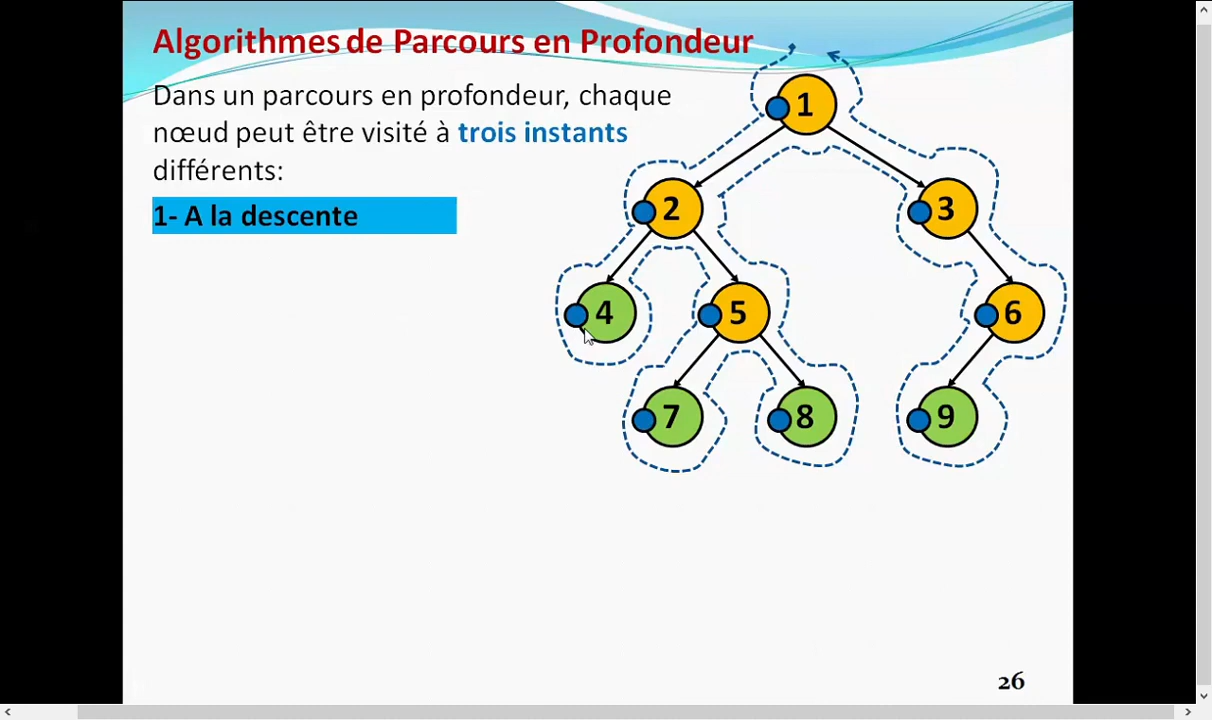 Algorithmes de Parcours en Profondeur
Dans un parcours en profondeur, chaque
nœud peut être visité à trois instants
différents:
1- A la descente
1
2
3
4
5
6
7
8
9
26